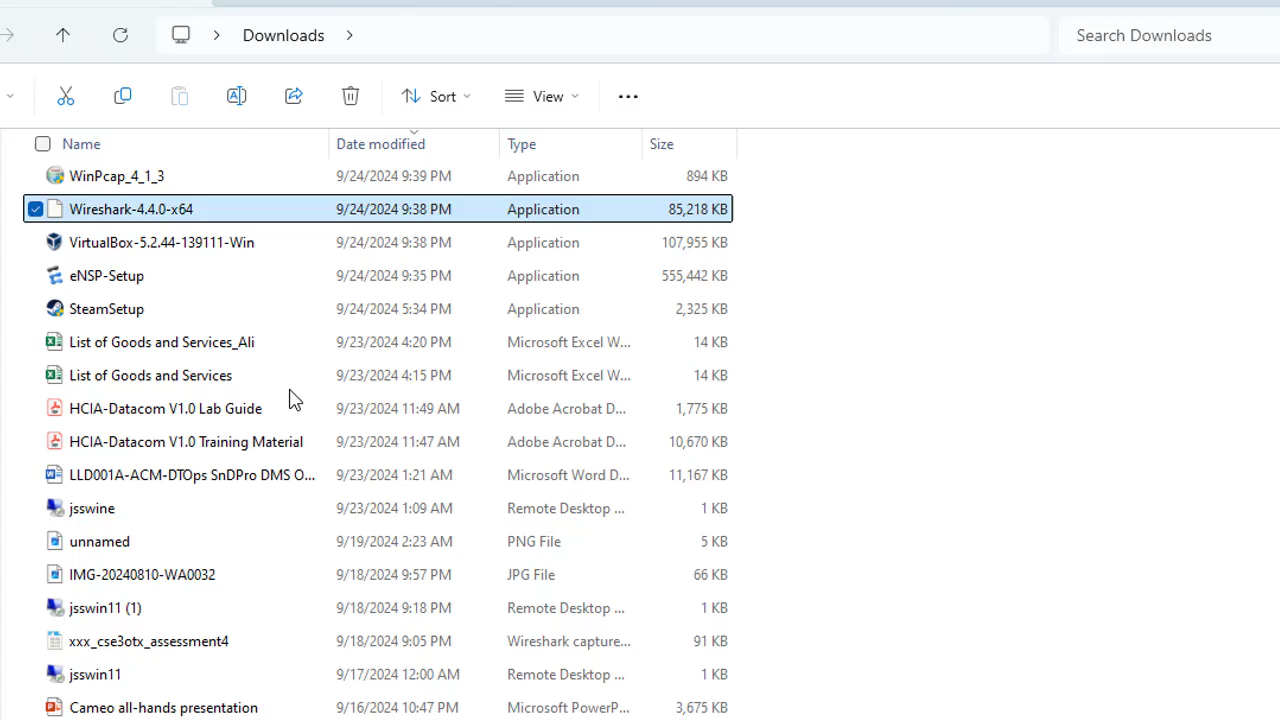 Downloads
Search Downloads
Sort
View
Name Date modified Type Size
WinPcap_4_1_3 9/24/2024 9:39 PM Application 894 KB
Wireshark-4.4.0-x64 9/24/2024 9:38 PM Application 85,218 KB
VirtualBox-5.2.44-139111-Win 9/24/2024 9:38 PM Application 107,955 KB
eNSP-Setup 9/24/2024 9:35 PM Application 555,442 KB
SteamSetup 9/24/2024 5:34 PM Application 2,325 KB
List of Goods and Services_Ali 9/23/2024 4:20 PM Microsoft Excel W... 14 KB
List of Goods and Services 9/23/2024 4:15 PM Microsoft Excel W... 14 KB
HCIA-Datacom V1.0 Lab Guide 9/23/2024 11:49 AM Adobe Acrobat D... 1,775 KB
HCIA-Datacom V1.0 Training Material 9/23/2024 11:47 AM Adobe Acrobat D... 10,670 KB
LLD001A-ACM-DTOps SnDPro DMS O... 9/23/2024 1:21 AM Microsoft Word D... 11,167 KB
jsswine 9/23/2024 1:09 AM Remote Desktop ... 1 KB
unnamed 9/19/2024 2:23 AM PNG File 5 KB
IMG-20240810-WA0032 9/18/2024 9:57 PM JPG File 66 KB
jsswin11 (1) 9/18/2024 9:18 PM Remote Desktop ... 1 KB
xxx_cse3otx_assessment4 9/18/2024 9:05 PM Wireshark capture... 91 KB
jsswin11 9/17/2024 12:00 AM Remote Desktop ... 1 KB
Cameo all-hands presentation 9/16/2024 10:47 PM Microsoft PowerP... 3,675 KB